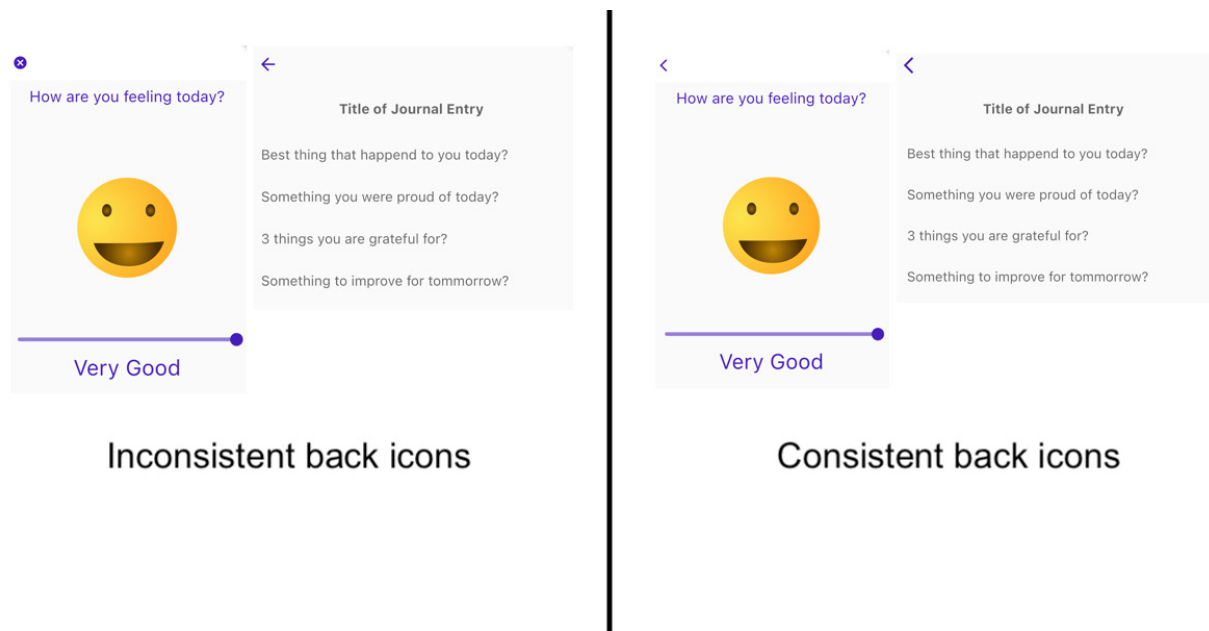 How are you feeling today?
Very Good
Title of Journal Entry
Best thing that happend to you today?
Something you were proud of today?
3 things you are grateful for?
Something to improve for tommorrow?
Inconsistent back icons
How are you feeling today?
Very Good
Title of Journal Entry
Best thing that happend to you today?
Something you were proud of today?
3 things you are grateful for?
Something to improve for tommorrow?
Consistent back icons